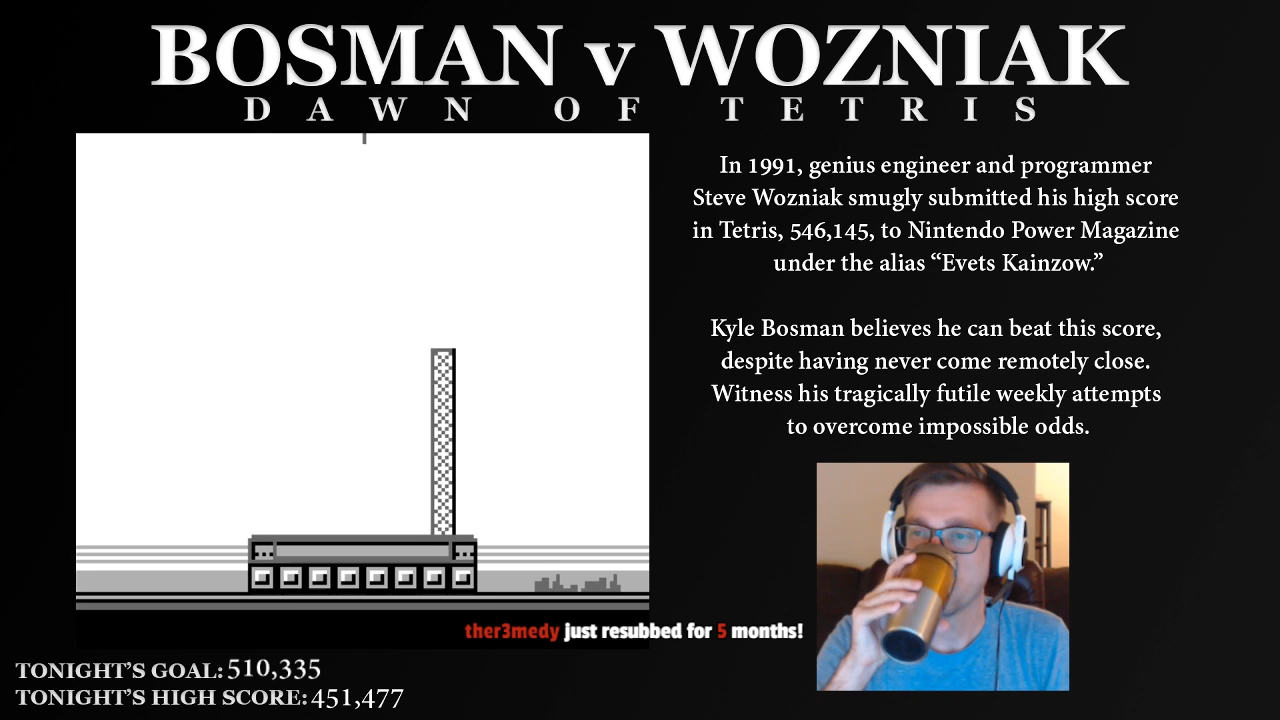 BOSMAN v WOZNIAK
DAWN OF TETRIS
In 1991, genius engineer and programmer
Steve Wozniak smugly submitted his high score
in Tetris, 546,145, to Nintendo Power Magazine
under the alias “Evets Kainzow.”
Kyle Bosman believes he can beat this score,
despite having never come remotely close.
Witness his tragically futile weekly attempts
to overcome impossible odds.
ther3medy just resubbed for 5 months!
TONIGHT’S GOAL: 510,335
TONIGHT’S HIGH SCORE: 451,477